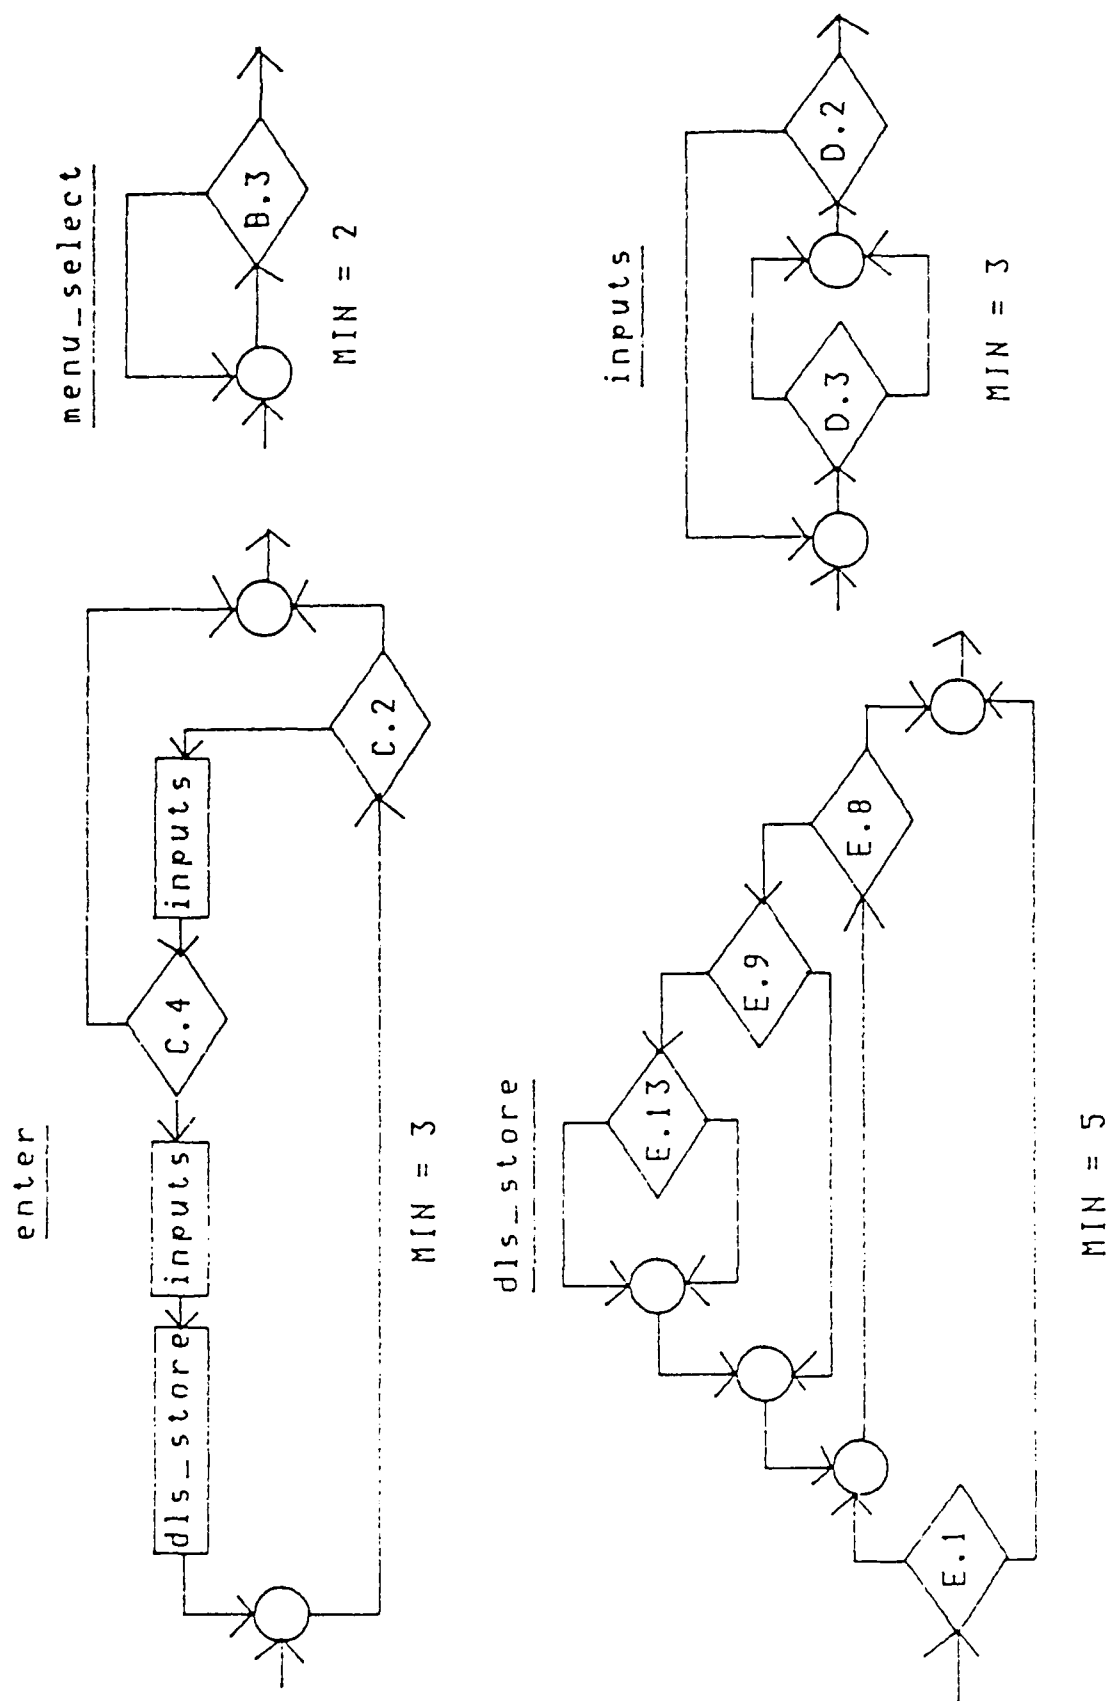 enter
dls_store
inputs
C.4
inputs
C.2
MIN = 3
menu_select
B.3
MIN = 2
dls_store
E.1
E.13
E.9
E.8
MIN = 5
inputs
D.3
D.2
MIN = 3